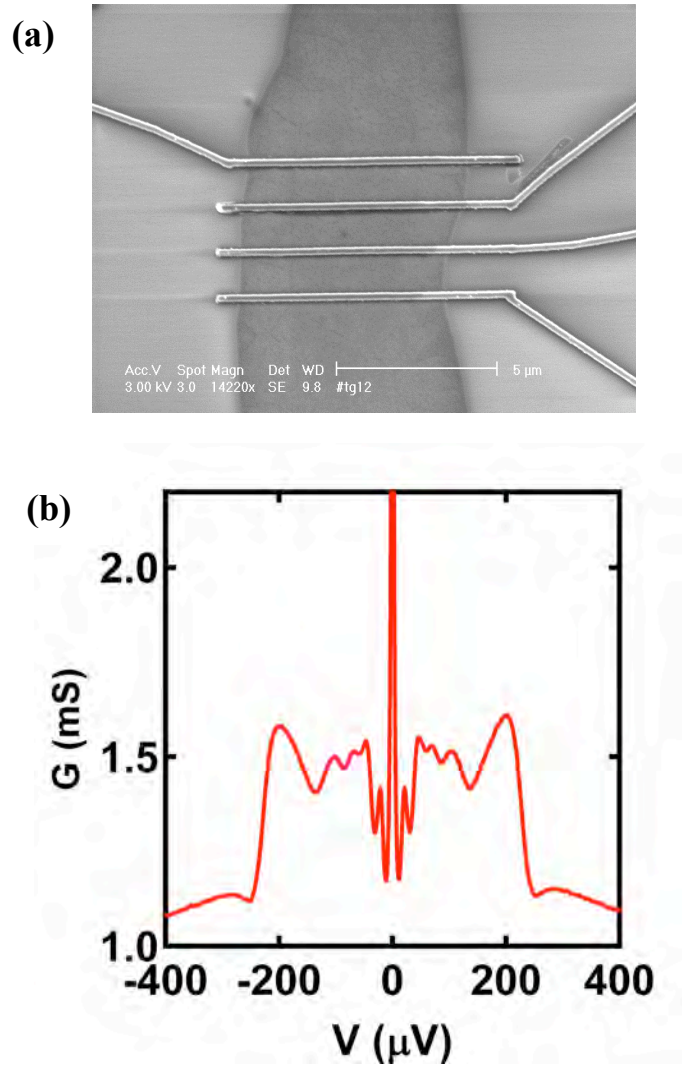 (a)
Acc.V Spot Magn Det WD 5 µm
3.00 kV 3.0 14220x SE 9.8 #tg12
(b)
G (mS)
2.0
1.5
1.0
-400 -200 0 200 400
V (µV)